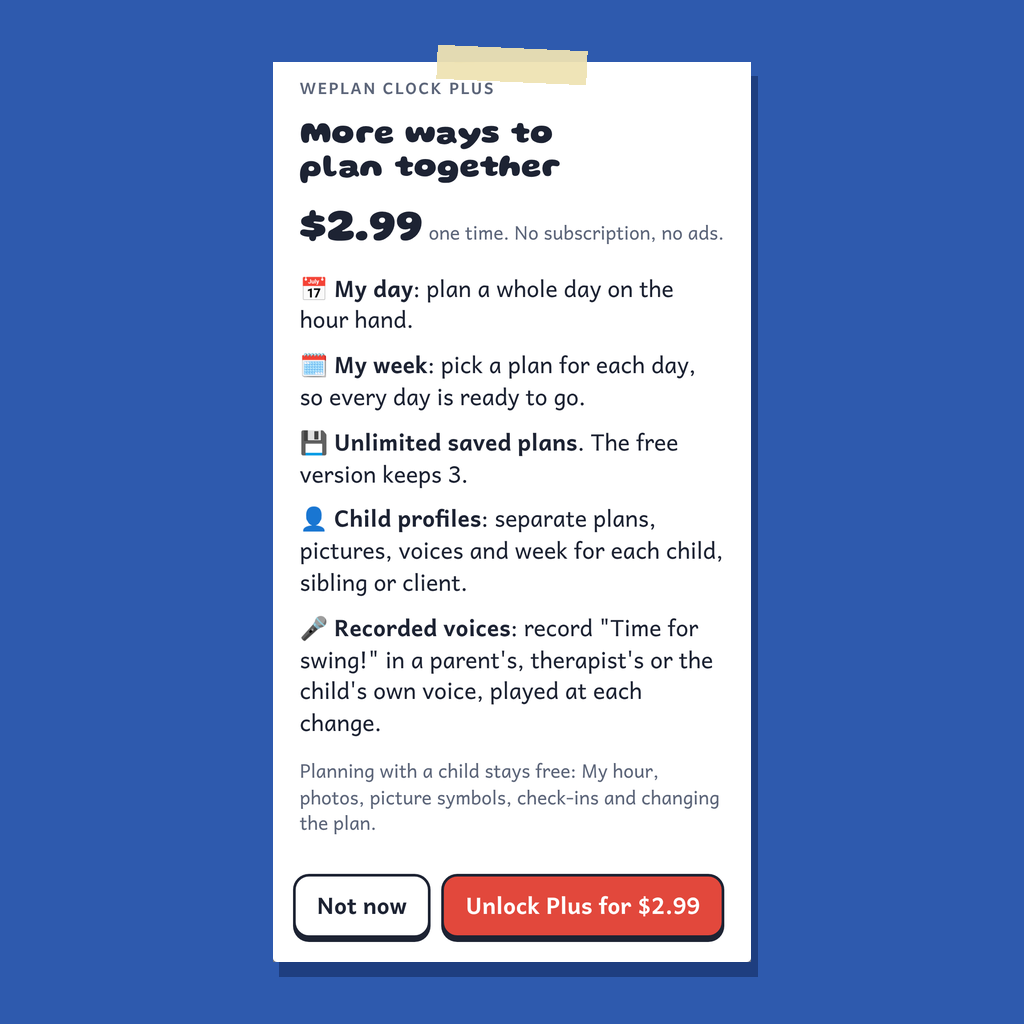 WEPLAN CLOCK PLUS
More ways to
plan together
$2.99 one time. No subscription, no ads.
📅 My day: plan a whole day on the
hour hand.
🗓️ My week: pick a plan for each day,
so every day is ready to go.
💾 Unlimited saved plans. The free
version keeps 3.
👤 Child profiles: separate plans,
pictures, voices and week for each child,
sibling or client.
🎤 Recorded voices: record "Time for
swing!" in a parent's, therapist's or the
child's own voice, played at each
change.
Planning with a child stays free: My hour,
photos, picture symbols, check-ins and changing
the plan.
Not now
Unlock Plus for $2.99